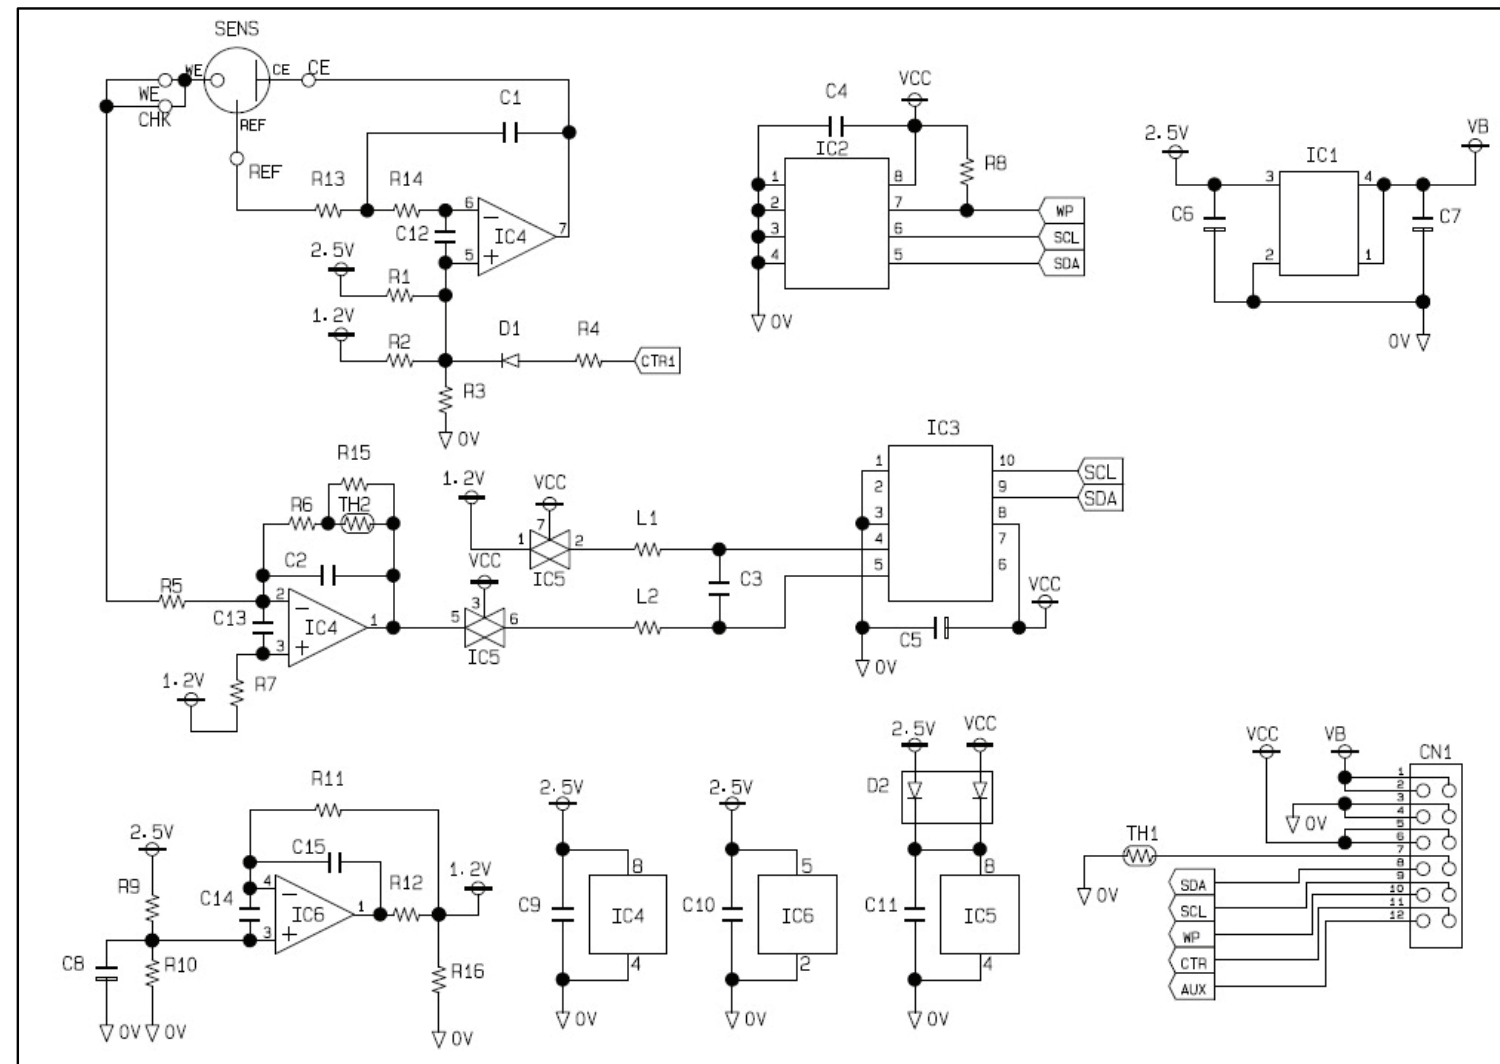 SENS
WE
CE
CE
WE
CHK
REF
REF
C1
R13
R14
6
7
IC4
C12
5
2.5V
R1
1.2V
R2
D1
R4
CTR1
R3
0V
C4
VCC
IC2
R8
1
8
2
7
WP
3
6
SCL
4
5
SDA
0V
2.5V
VB
IC1
3
4
C6
C7
2
1
0V
R15
R6
TH2
C2
R5
2
C13
IC4
1
3
R7
1.2V
1.2V
VCC
7
1
2
IC5
VCC
3
5
6
IC5
L1
L2
C3
IC3
1
10
SCL
2
9
SDA
3
8
4
7
5
6
VCC
C5
0V
R11
2.5V
C15
1.2V
R9
4
R12
C14
IC6
1
3
C8
R10
R16
0V
0V
0V
2.5V
8
C9
IC4
4
0V
2.5V
5
C10
IC6
2
0V
2.5V
VCC
D2
8
C11
IC5
4
0V
VCC
VB
CN1
1
2
3
4
0V
5
6
TH1
7
8
0V
SDA
9
10
SCL
11
12
WP
CTR
AUX